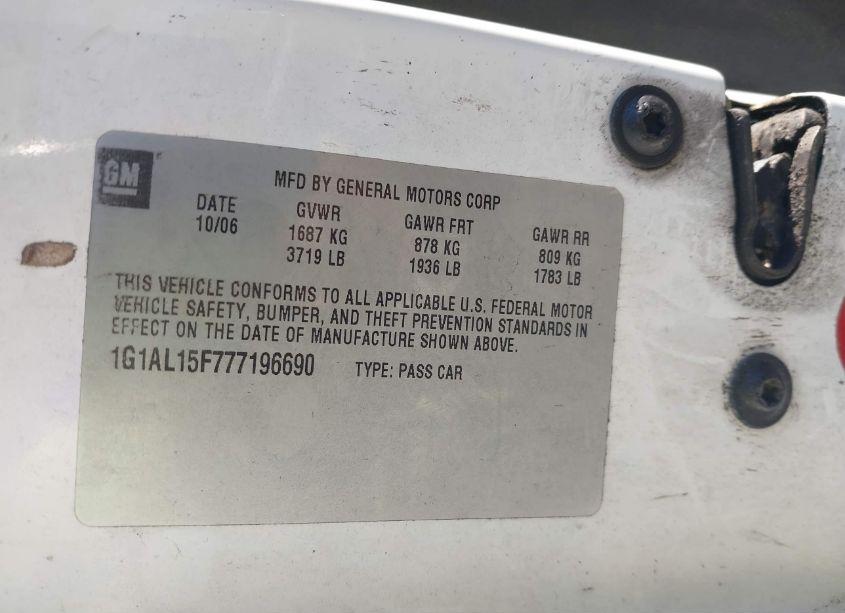 GM
MFD BY GENERAL MOTORS CORP
DATE GVWR GAWR FRT GAWR RR
10/06 1687 KG 878 KG 809 KG
3719 LB 1936 LB 1783 LB
THIS VEHICLE CONFORMS TO ALL APPLICABLE U.S. FEDERAL MOTOR
VEHICLE SAFETY, BUMPER, AND THEFT PREVENTION STANDARDS IN
EFFECT ON THE DATE OF MANUFACTURE SHOWN ABOVE.
1G1AL15F777196690 TYPE: PASS CAR